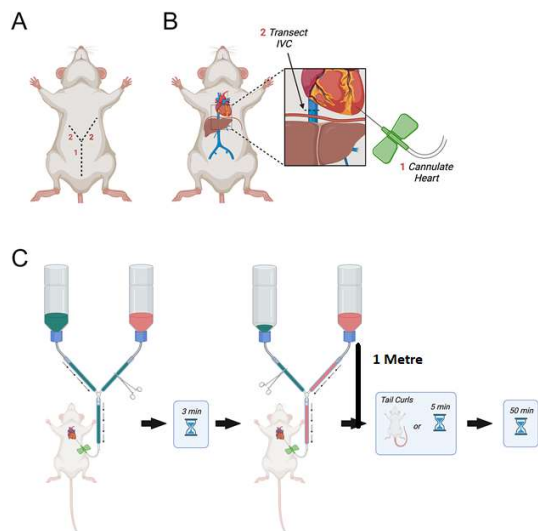 A
B
2 Transect
IVC
2 2
1
1 Cannulate
Heart
C
1 Metre
3 min
Tail Curls
or
5 min
50 min